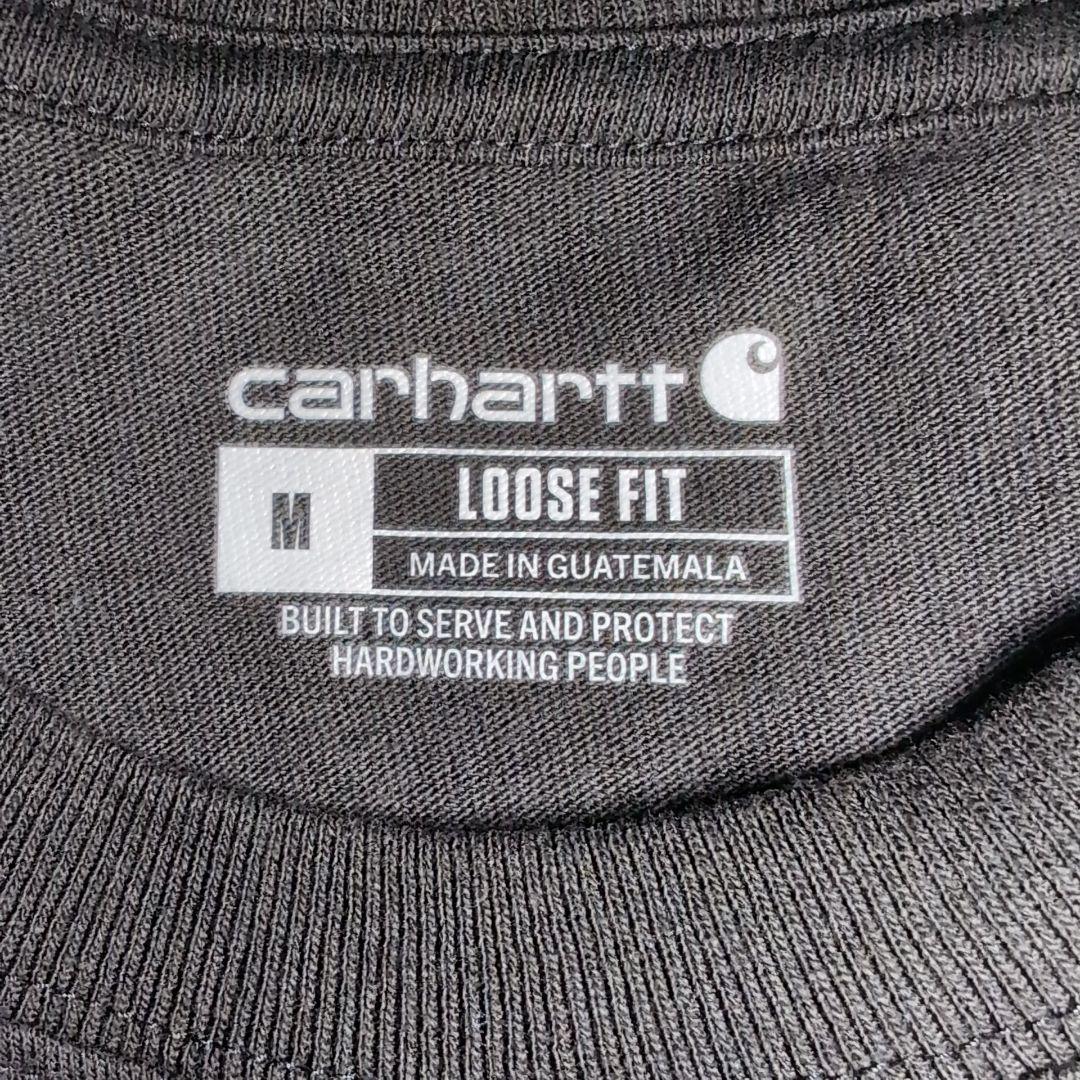 carhartt
M
LOOSE FIT
MADE IN GUATEMALA
BUILT TO SERVE AND PROTECT
HARDWORKING PEOPLE